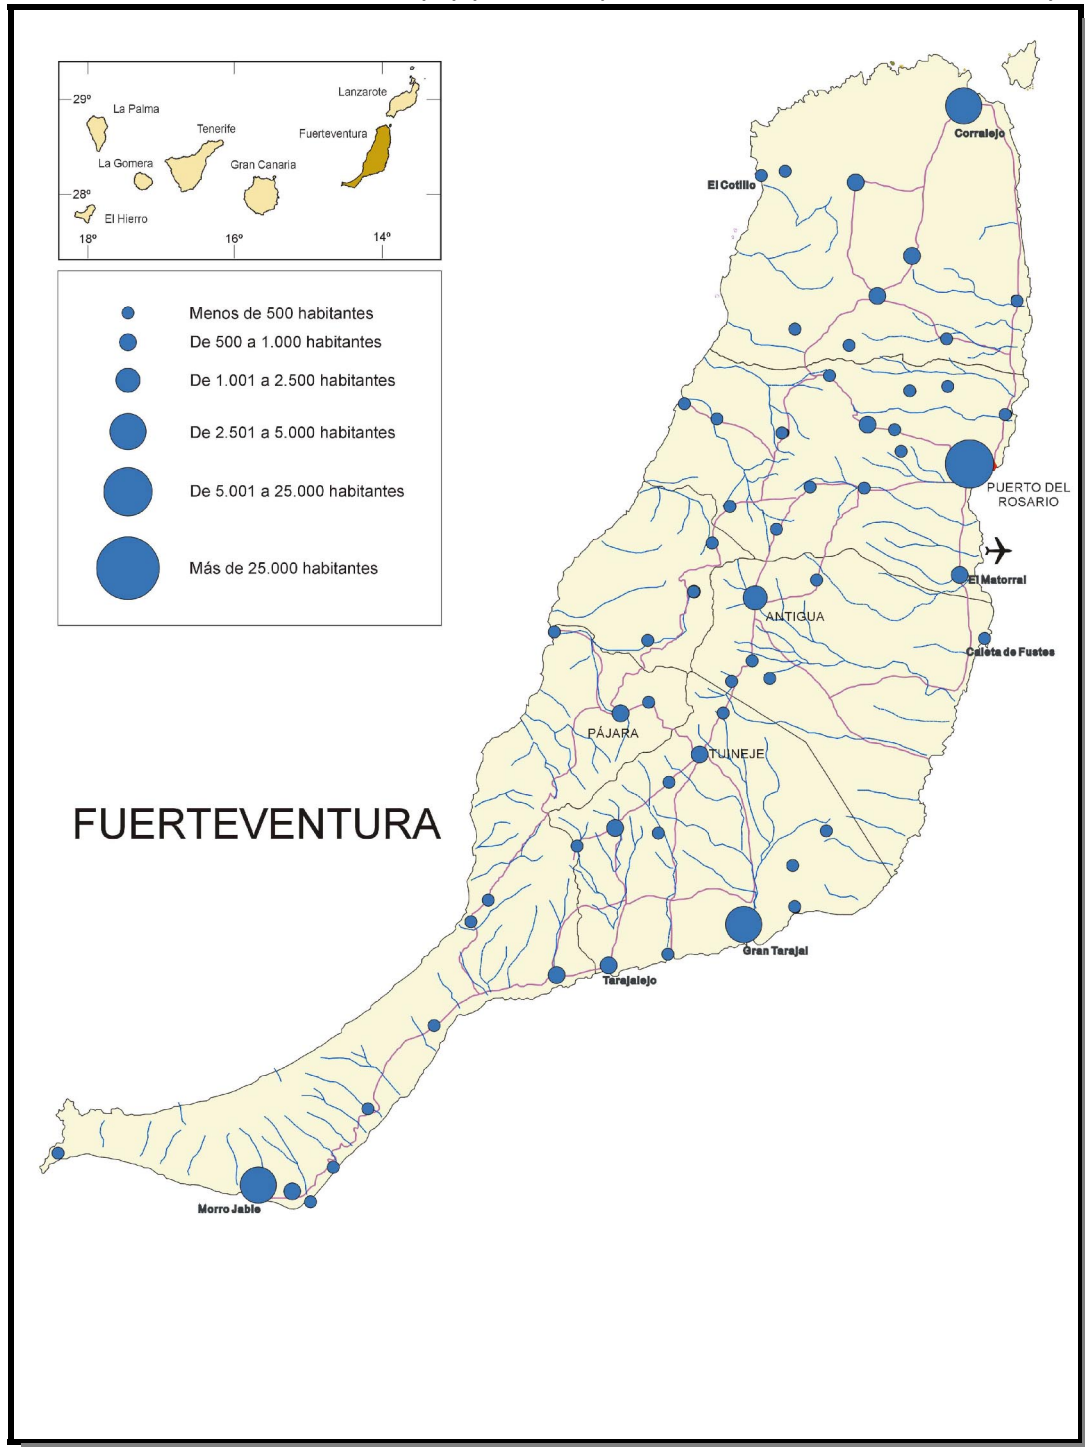 Lanzarote
29º
La Palma
Tenerife
Fuerteventura
La Gomera
Gran Canaria
28º
El Hierro
18º
16º
14º
Menos de 500 habitantes
De 500 a 1.000 habitantes
De 1.001 a 2.500 habitantes
De 2.501 a 5.000 habitantes
De 5.001 a 25.000 habitantes
Más de 25.000 habitantes
Corralejo
El Cotillo
PUERTO DEL
ROSARIO
El Matorral
ANTIGUA
Caleta de Fustes
PÁJARA
TUINEJE
FUERTEVENTURA
Gran Tarajal
Tarajalejo
Morro Jable